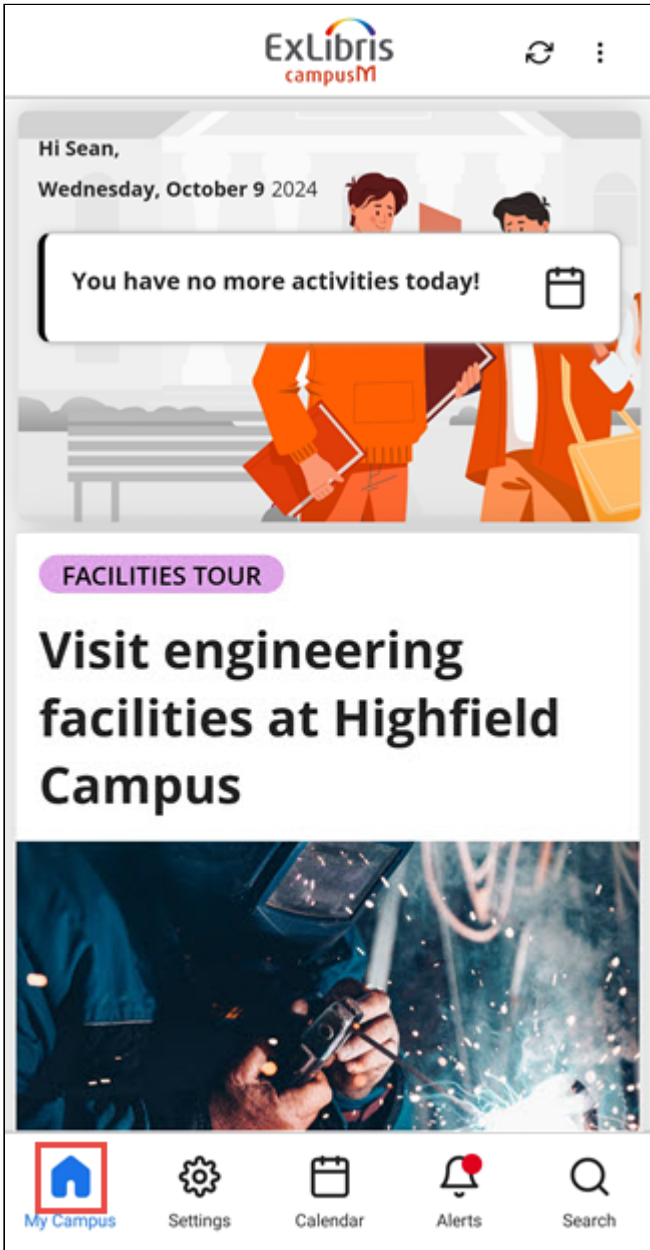 ExLibris
campusM
Hi Sean,
Wednesday, October 9 2024
You have no more activities today!
FACILITIES TOUR
Visit engineering
facilities at Highfield
Campus
My Campus
Settings
Calendar
Alerts
Search